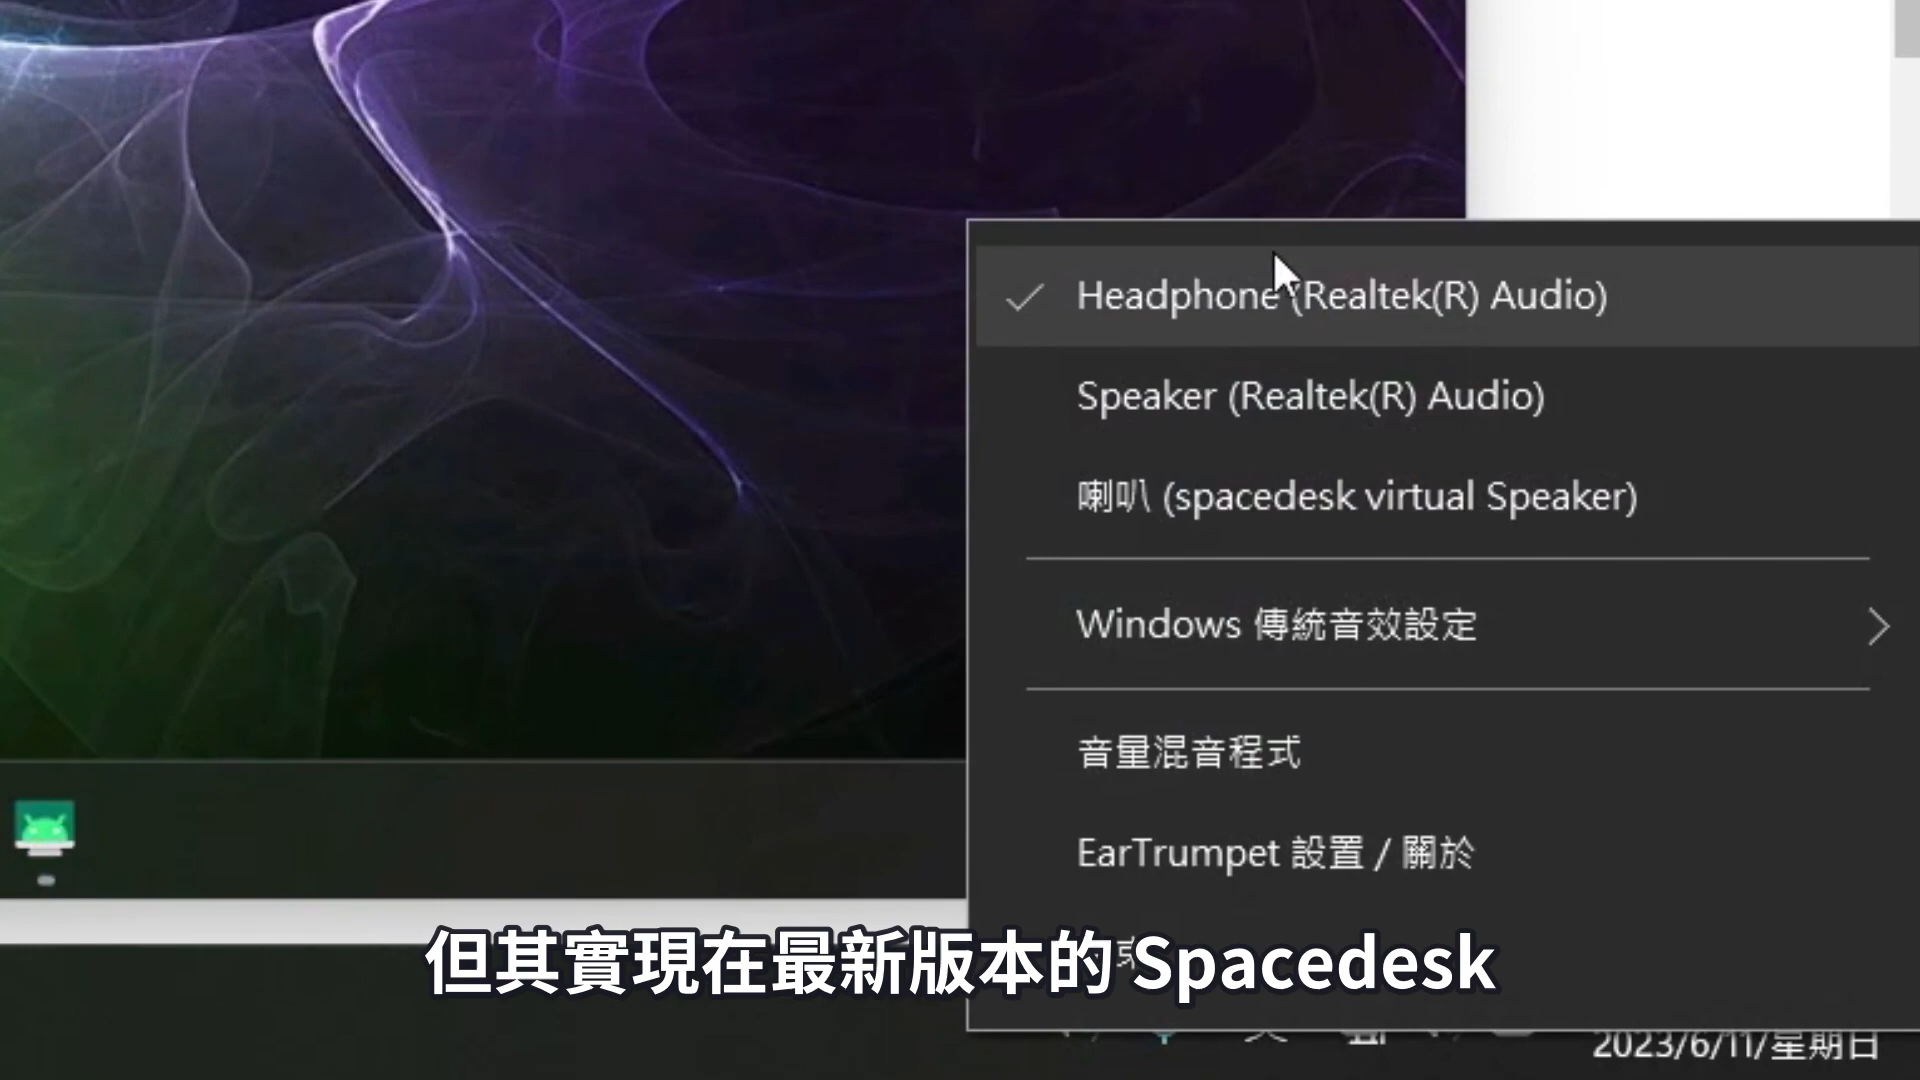 Headphone (Realtek(R) Audio)
Speaker (Realtek(R) Audio)
喇叭 (spacedesk virtual Speaker)
Windows 傳統音效設定
音量混音程式
EarTrumpet 設置 / 關於
但其實現在最新版本的 Spacedesk
2023/6/11/星期日